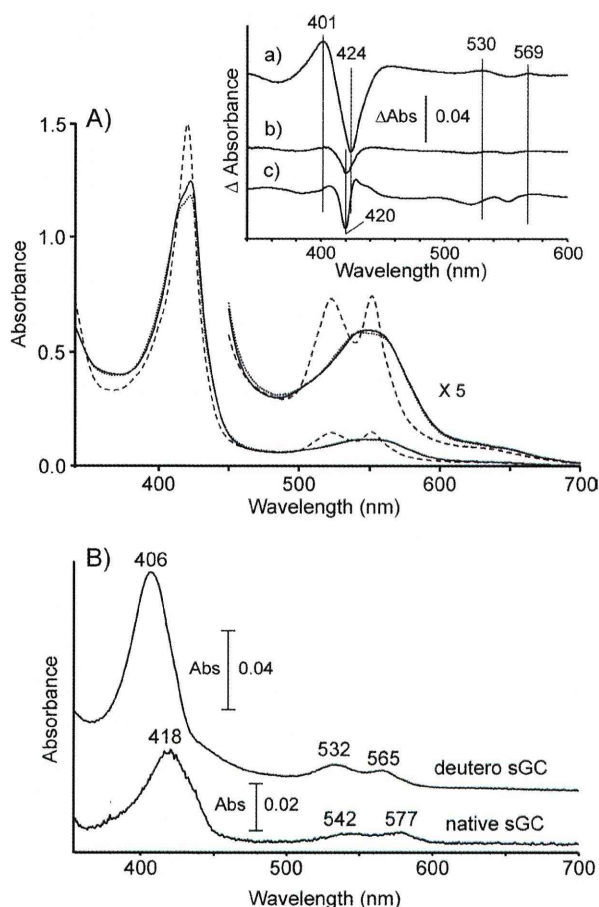 401
424
530
569
a)
ΔAbs 0.04
b)
c)
420
Δ Absorbance
400 500 600
Wavelength (nm)
A)
1.5
1.0
0.5
0.0
Absorbance
X 5
400 500 600 700
Wavelength (nm)
B)
406
Abs 0.04
532 565
deutero sGC
418
Abs 0.02
542 577
native sGC
Absorbance
400 500 600 700
Wavelength (nm)